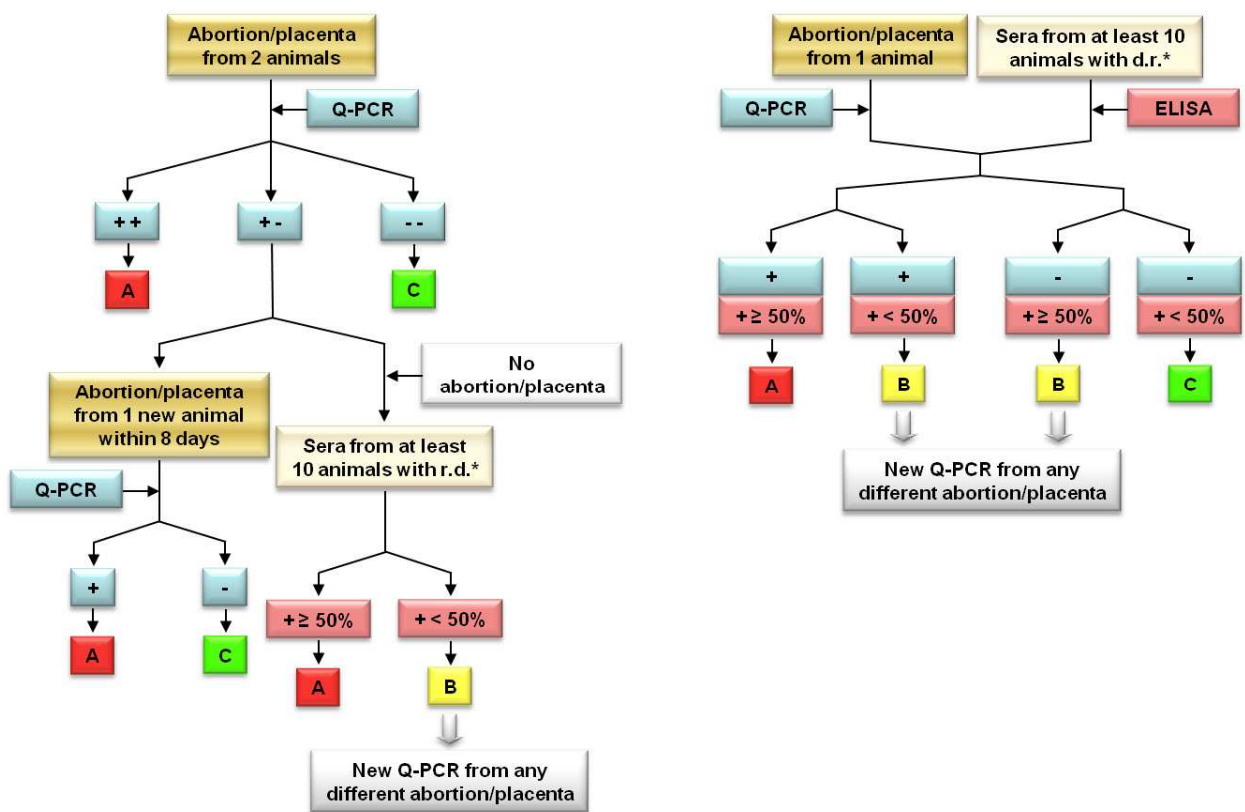 Abortion/placenta
from 2 animals
Q-PCR
+ +
+ -
- -
A
C
Abortion/placenta
from 1 new animal
within 8 days
No
abortion/placenta
Sera from at least
10 animals with r.d.*
Q-PCR
+
-
A
C
+ ≥ 50%
+ < 50%
A
B
New Q-PCR from any
different abortion/placenta
Abortion/placenta
from 1 animal
Sera from at least 10
animals with d.r.*
Q-PCR
ELISA
+
+
-
-
+ ≥ 50%
+ < 50%
+ ≥ 50%
+ < 50%
A
B
B
C
New Q-PCR from any
different abortion/placenta